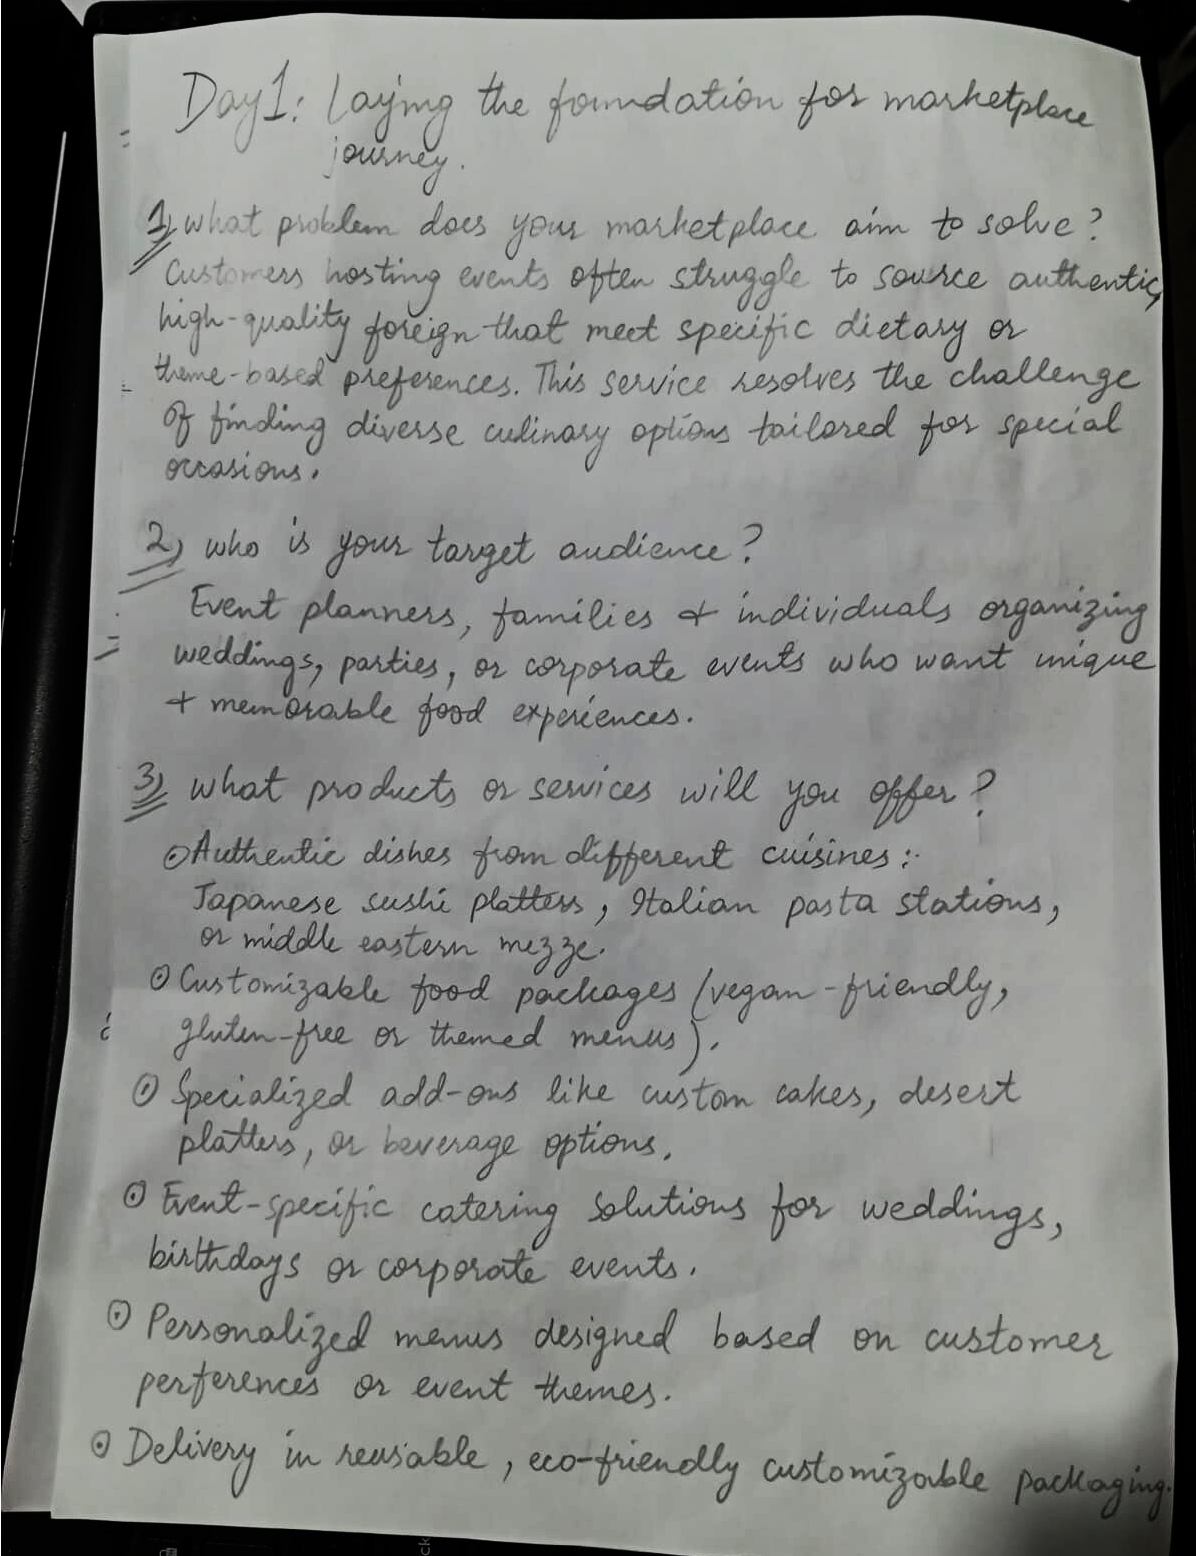 Day 1: Laying the foundation for marketplace
journey.
1) what problem does your marketplace aim to solve?
Customers hosting events often struggle to source authentic,
high-quality foreign that meet specific dietary or
theme-based preferences. This service resolves the challenge
Of finding diverse culinary options tailored for special
occasions.
2) who is your target audience?
Event planners, families + individuals organizing
weddings, parties, or corporate events who want unique
+ memorable food experiences.
3) what products or services will you offer?
⊙ Authentic dishes from different cuisines:
Japanese sushi platters, Italian pasta stations,
or middle eastern mezze.
⊙ Customizable food packages (vegan-friendly,
gluten-free or themed menus).
⊙ Specialized add-ons like custom cakes, desert
platters, or beverage options.
⊙ Event-specific catering solutions for weddings,
birthdays or corporate events.
⊙ Personalized menus designed based on customer
perferences or event themes.
⊙ Delivery in reusable, eco-friendly customizable packaging.